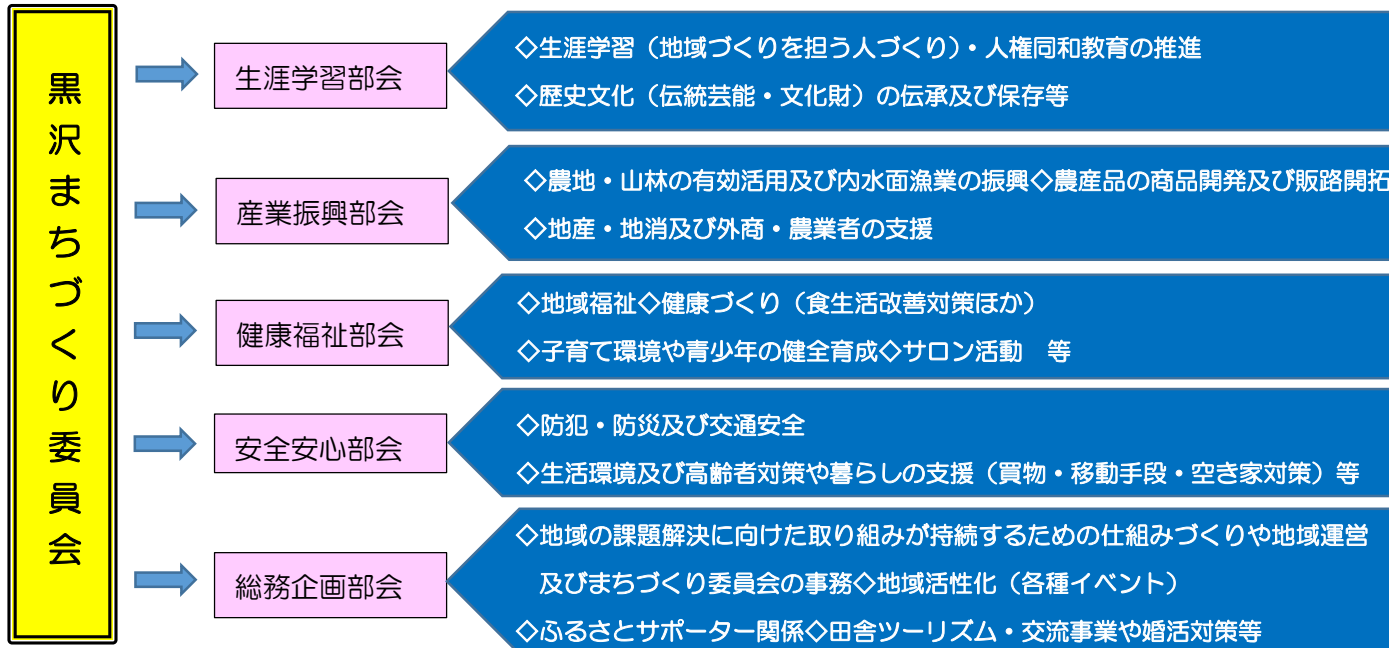 黒沢まちづくり委員会
生涯学習部会
◇生涯学習（地域づくりを担う人づくり）・人権同和教育の推進
◇歴史文化（伝統芸能・文化財）の伝承及び保存等
産業振興部会
◇農地・山林の有効活用及び内水面漁業の振興◇農産品の商品開発及び販路開拓
◇地産・地消及び外商・農業者の支援
健康福祉部会
◇地域福祉◇健康づくり（食生活改善対策ほか）
◇子育て環境や青少年の健全育成◇サロン活動　等
安全安心部会
◇防犯・防災及び交通安全
◇生活環境及び高齢者対策や暮らしの支援（買物・移動手段・空き家対策）等
総務企画部会
◇地域の課題解決に向けた取り組みが持続するための仕組みづくりや地域運営
及びまちづくり委員会の事務◇地域活性化（各種イベント）
◇ふるさとサポーター関係◇田舎ツーリズム・交流事業や婚活対策等